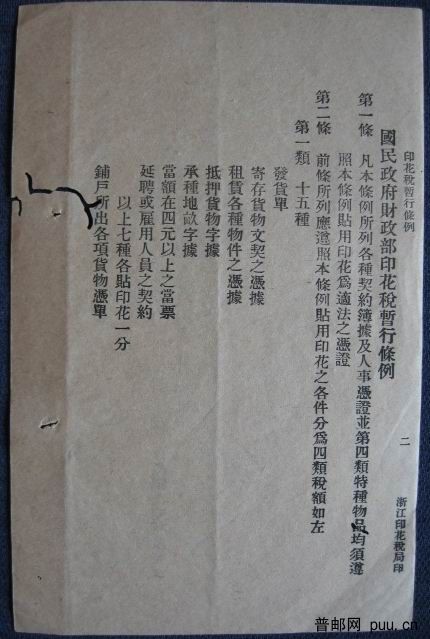 印花稅暫行條例 二 浙江印花稅局印
國民政府財政部印花稅暫行條例
第一條 凡本條例所列各種契約簿據及人事憑證並第四類特種物品均須遵
照本條例貼用印花爲適法之憑證
第二條 前條所列應遵照本條例貼用印花之各件分爲四類稅額如左
第一類 十五種
發貨單
寄存貨物文契之憑據
租賃各種物件之憑據
抵押貨物字據
承種地畝字據
當額在四元以上之當票
延聘或雇用人員之契約
以上七種各貼印花一分
鋪戶所出各項貨物憑單
普邮网 puu.cn